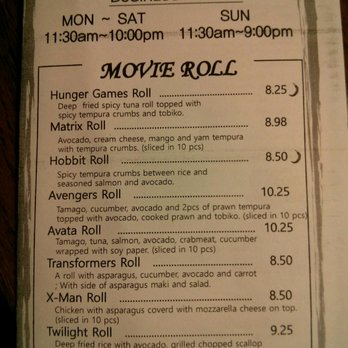 MON ~ SAT SUN
11:30am~10:00pm 11:30am~9:00pm
MOVIE ROLL
Hunger Games Roll 8.25
Deep fried spicy tuna roll topped with
spicy tempura crumbs and tobiko.
Matrix Roll 8.98
Avocado, cream cheese, mango and yam tempura
with tempura crumbs. (sliced in 10 pcs)
Hobbit Roll 8.50
Spicy tempura crumbs between rice and
seasoned salmon and avocado.
Avengers Roll 10.25
Tamago, cucumber, avocado and 2pcs of prawn tempura
topped with avocado, cooked prawn and tobiko. (sliced in 10 pcs)
Avata Roll 10.25
Tamago, tuna, salmon, avocado, crabmeat, cucumber
wrapped with soy paper. (sliced in 10 pcs)
Transformers Roll 8.50
A roll with asparagus, cucumber, avocado and carrot
; With side of asparagus maki and salad.
X-Man Roll 8.50
Chicken with asparagus coverd with mozzarella cheese on top.
(sliced in 10 pcs)
Twilight Roll 9.25
Deep fried rice with avocado, grilled chopped scallop